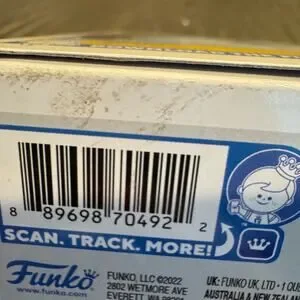 8 89698 70492 2
SCAN. TRACK. MORE!
Funko
www.funko.com
FUNKO, LLC ©2022
2802 WETMORE AVE
EVERETT, WA
UK: FUNKO UK, LTD • 1 QU
AUSTRALIA & NEW ZEA